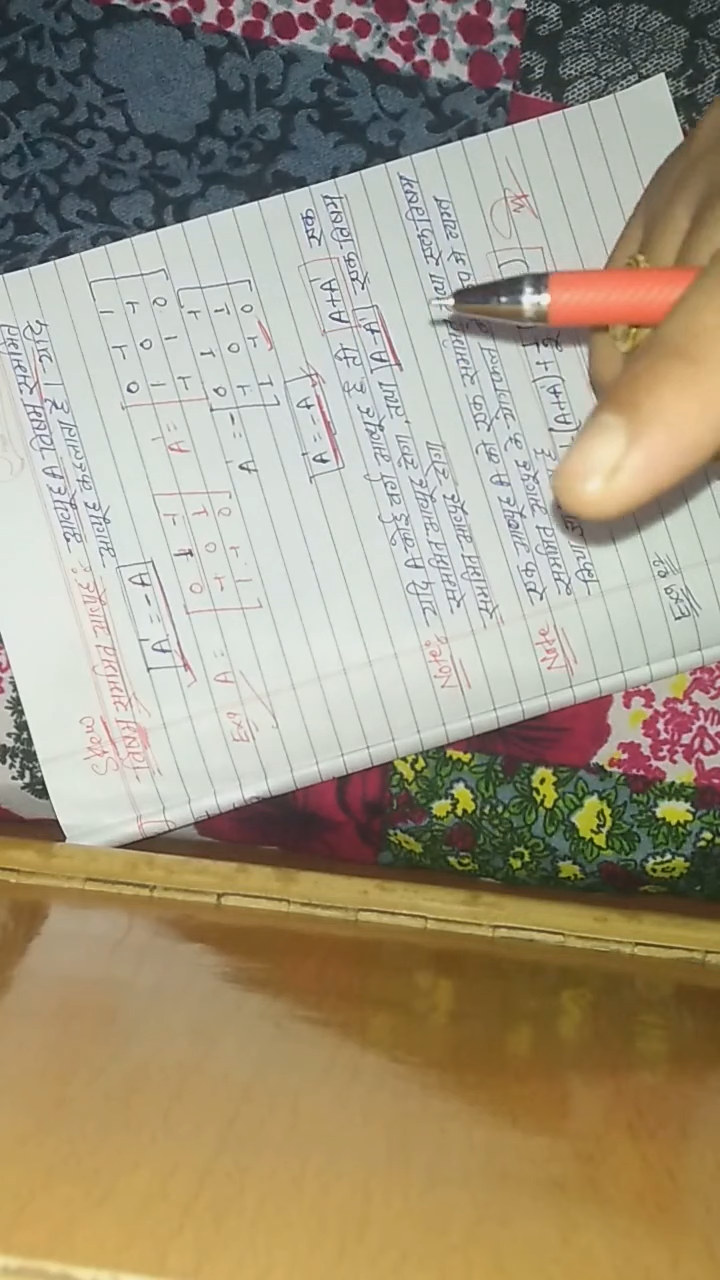 Skew
विषम सममित आव्यूह : आव्यूह A विषम सममित
आव्यूह कहलाता है। यदि
A' = -A
Ex: A = [ 0 1 -1
-1 0 1
1 -1 0 ]
A' = [ 0 -1 1
1 0 -1
-1 1 0 ]
A' = - [ 0 1 -1
-1 0 1
1 -1 0 ]
A' = -A
Note: यदि A कोई वर्ग आव्यूह है, तो A+A' एक
सममित आव्यूह होगा, तथा A-A' एक विषम
सममित आव्यूह होगा
Note एक आव्यूह A को एक सममित तथा एक विषम
सममित आव्यूह के योगफल के रूप में व्यक्त
किया
(A+A') +
Ex: